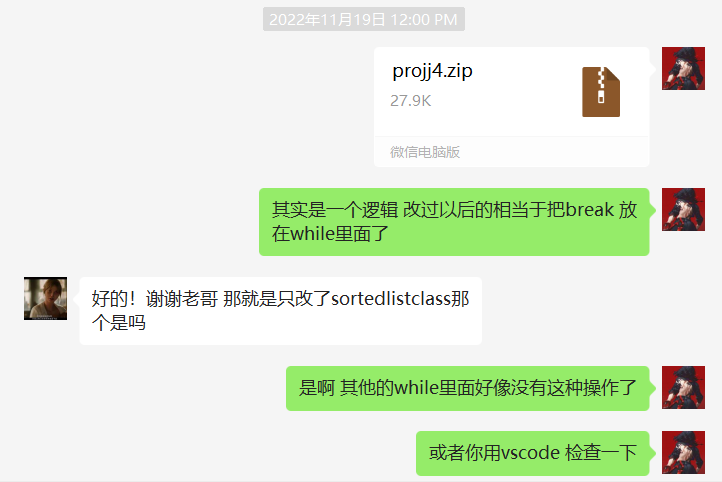 2022年11月19日 12:00 PM
projj4.zip
27.9K
微信电脑版
其实是一个逻辑 改过以后的相当于把break 放
在while里面了
好的！谢谢老哥 那就是只改了sortedlistclass那
个是吗
是啊 其他的while里面好像没有这种操作了
或者你用vscode 检查一下